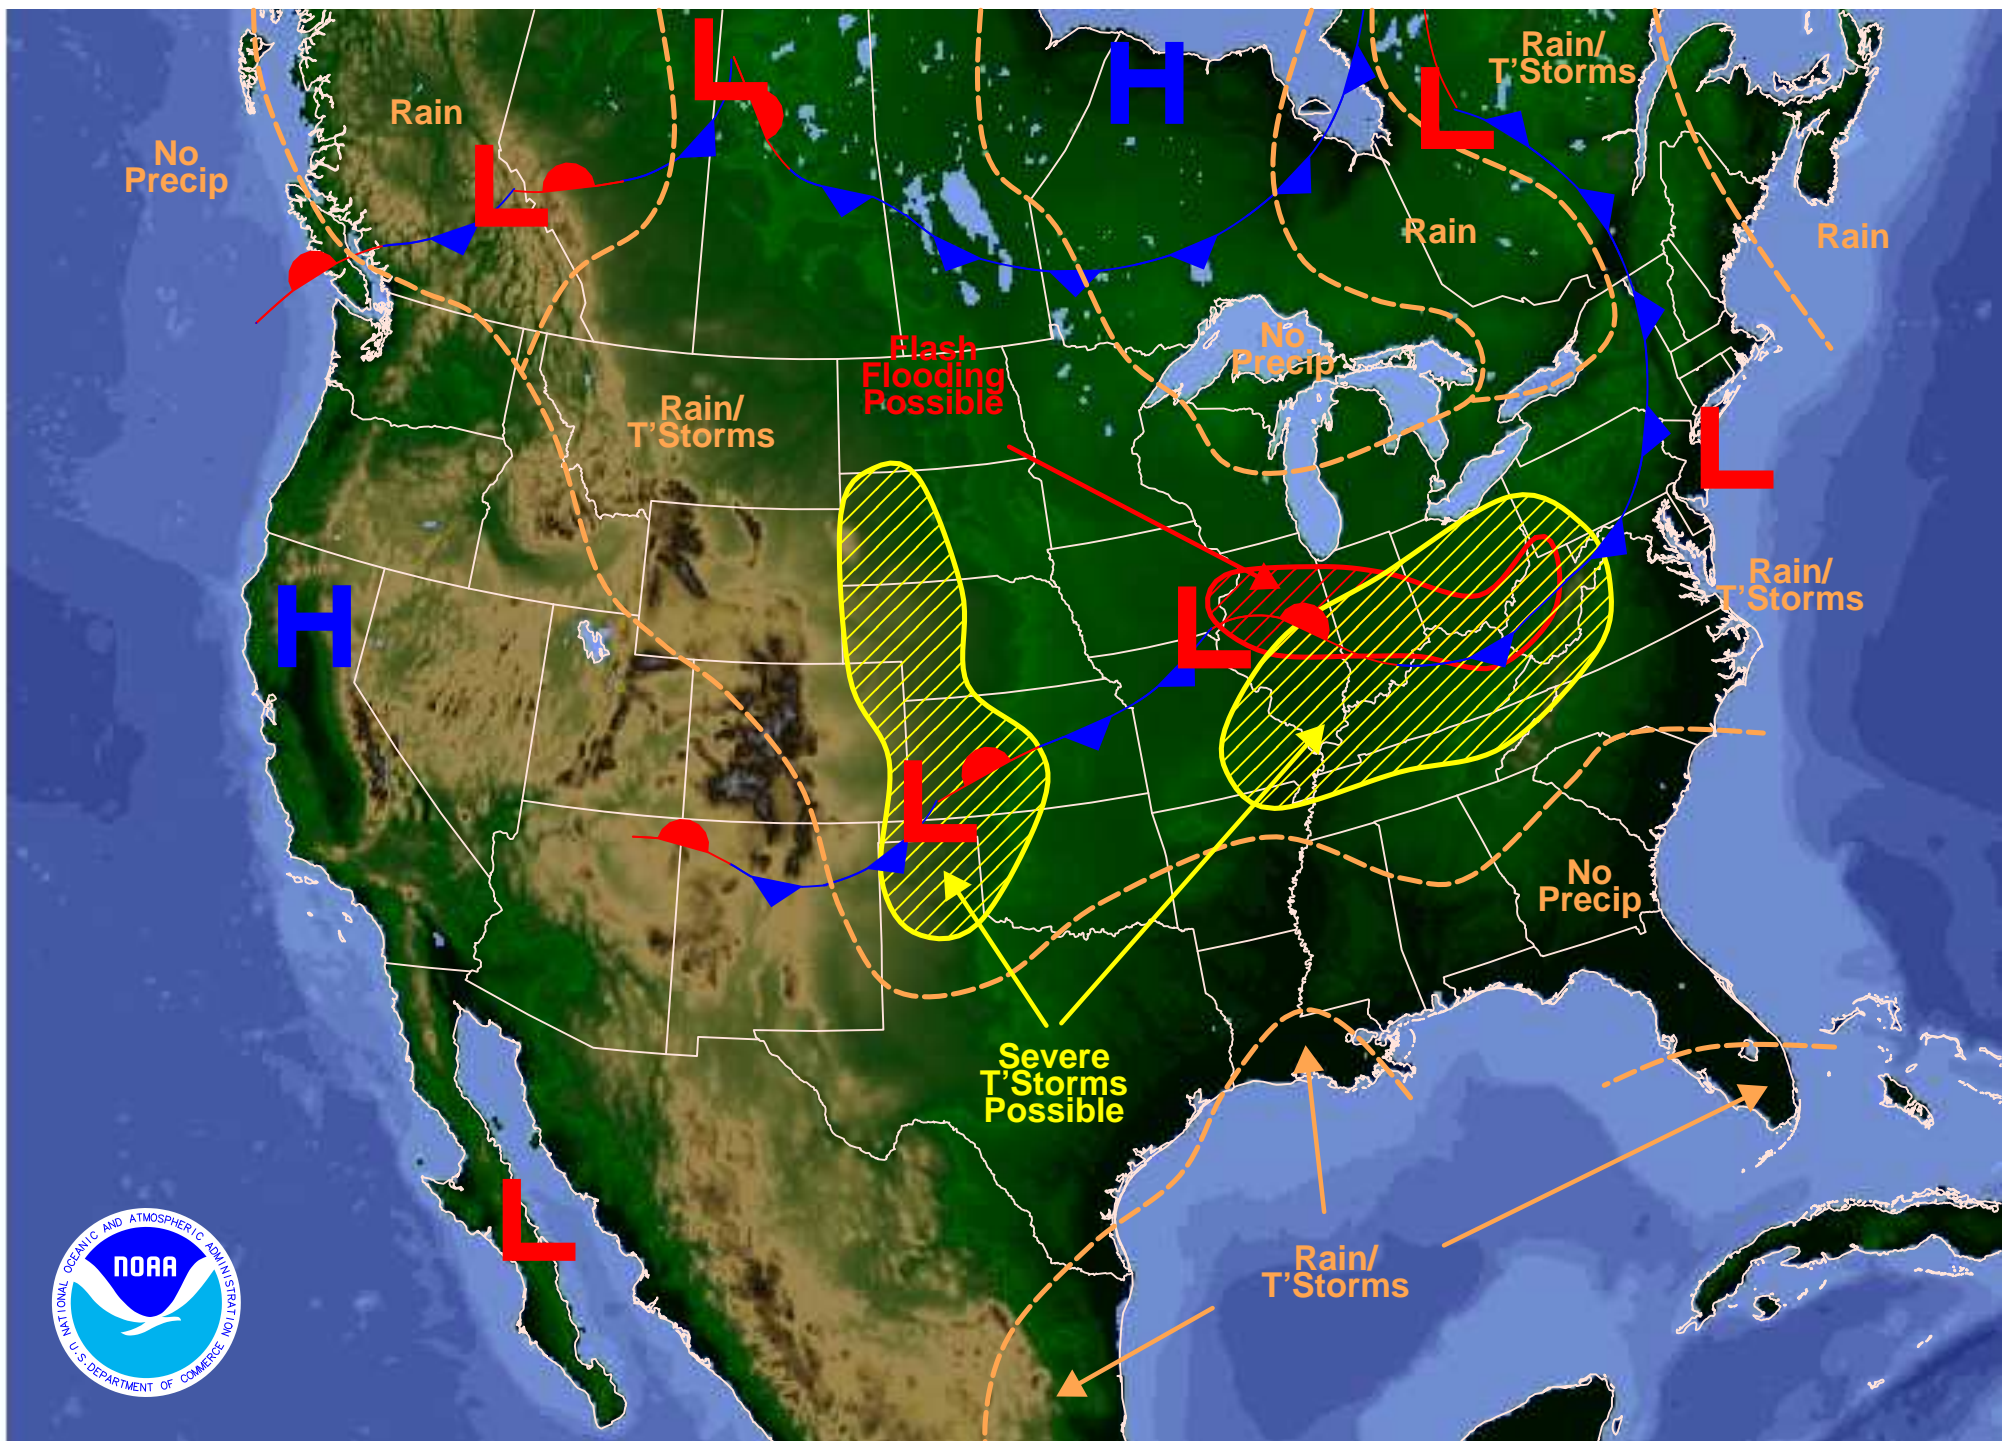 L
H
Rain/
T'Storms
L
Rain
No
Precip
L
Rain
Rain
No
Precip
Flash
Flooding
Possible
Rain/
T'Storms
L
H
L
Rain/
T'Storms
L
No
Precip
Severe
T'Storms
Possible
L
Rain/
T'Storms
NATIONAL OCEANIC AND ATMOSPHERIC ADMINISTRATION
NOAA
U.S. DEPARTMENT OF COMMERCE